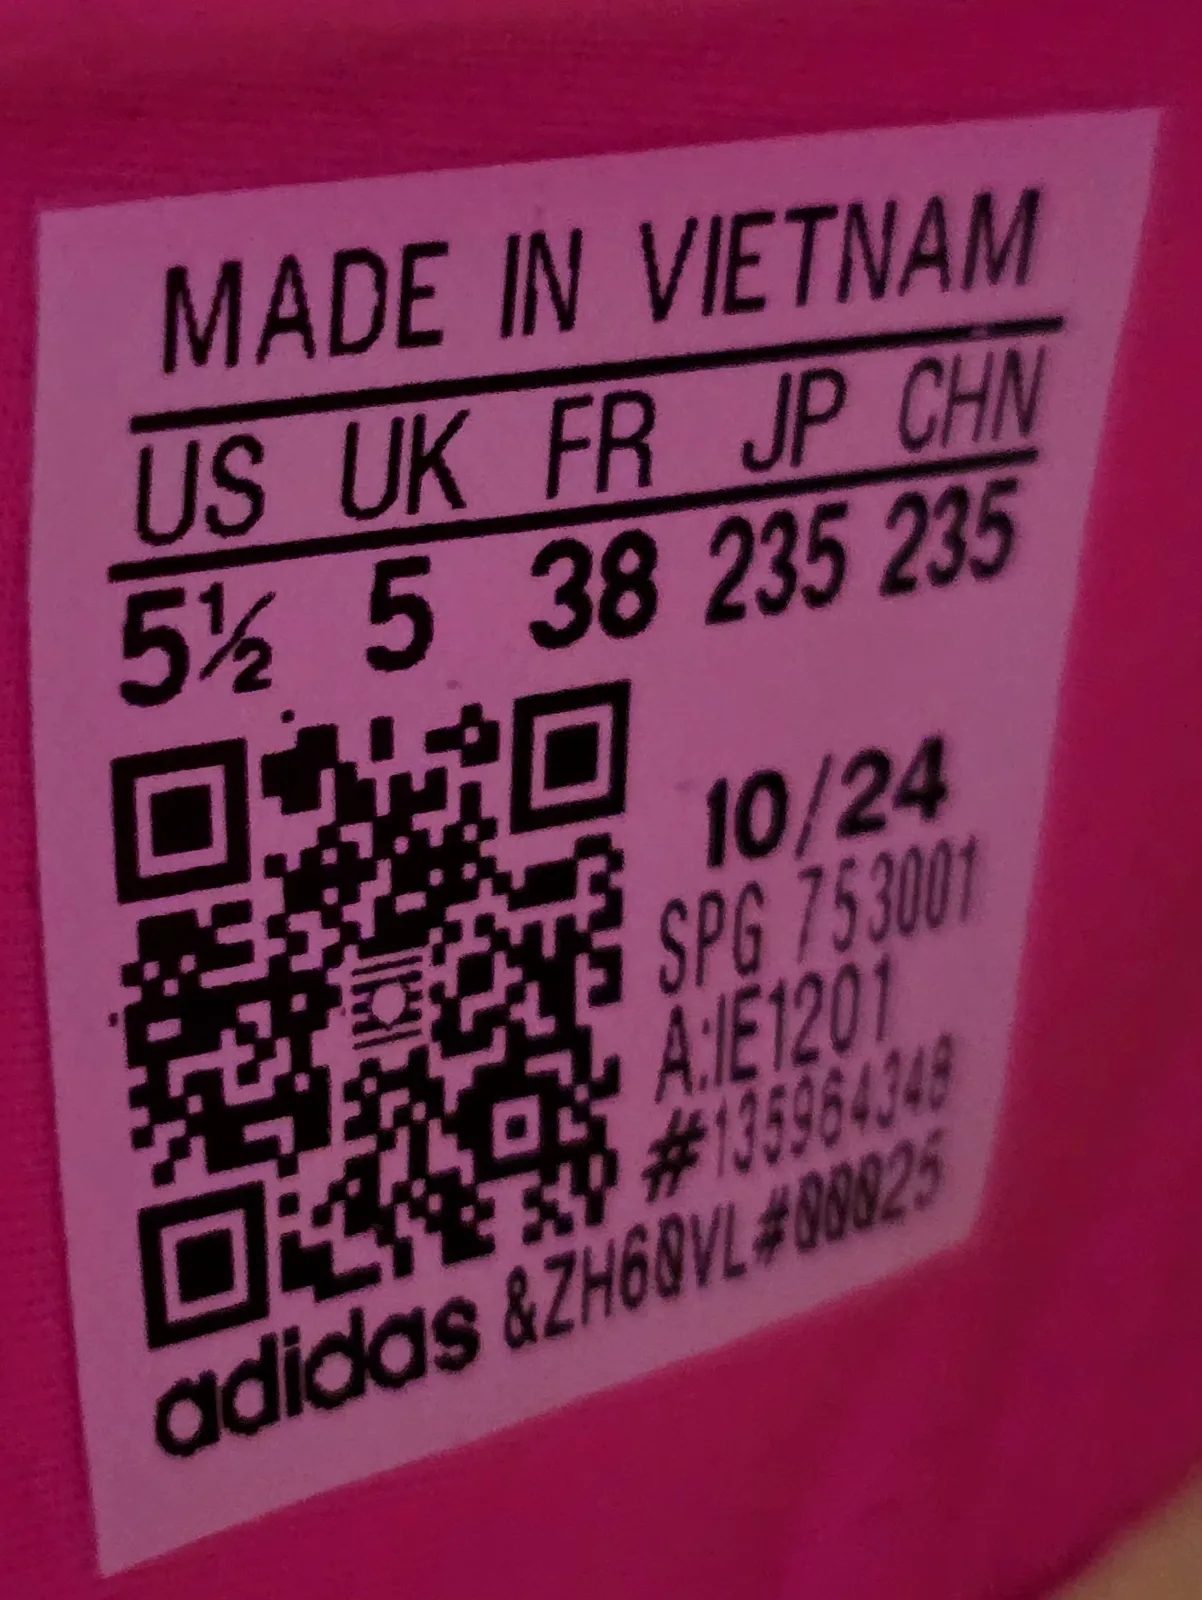 MADE IN VIETNAM
US UK FR JP CHN
5½ 5 38 235 235
10/24
SPG 753001
A:IE1201
#135964348
adidas &ZH60VL#00025